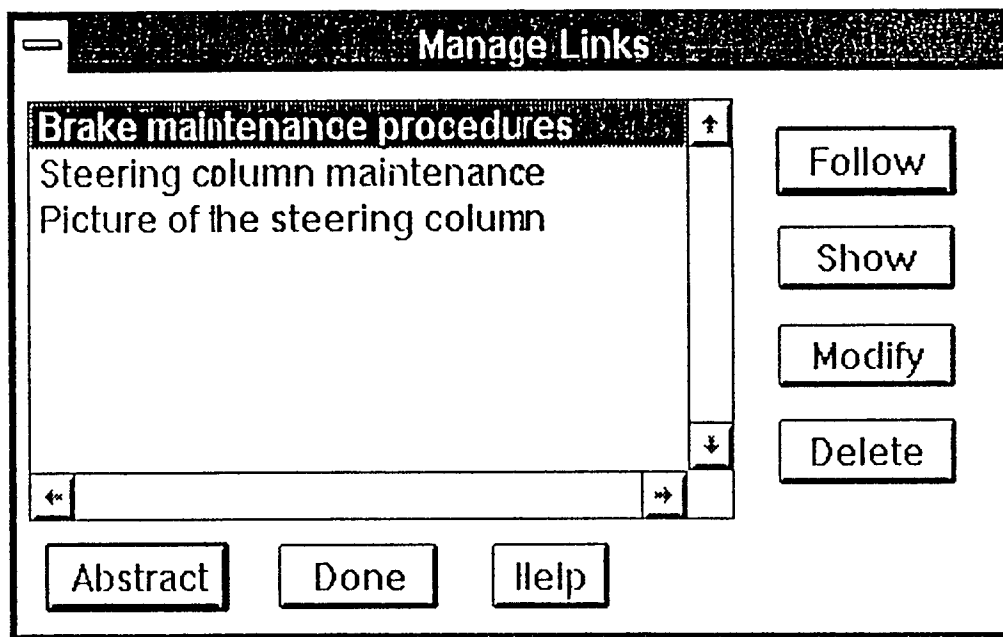 Manage Links
Brake maintenance procedures
Steering column maintenance
Picture of the steering column
Follow
Show
Modify
Delete
Abstract
Done
Help